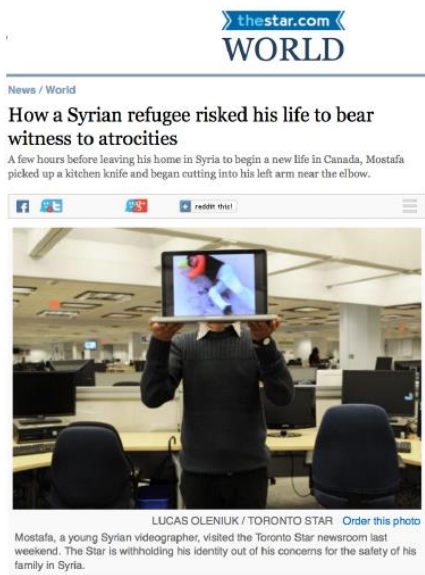 thestar.com
WORLD
News / World
How a Syrian refugee risked his life to bear
witness to atrocities
A few hours before leaving his home in Syria to begin a new life in Canada, Mostafa
picked up a kitchen knife and began cutting into his left arm near the elbow.
reddit this!
LUCAS OLENIUK / TORONTO STAR Order this photo
Mostafa, a young Syrian videographer, visited the Toronto Star newsroom last
weekend. The Star is withholding his identity out of his concerns for the safety of his
family in Syria.